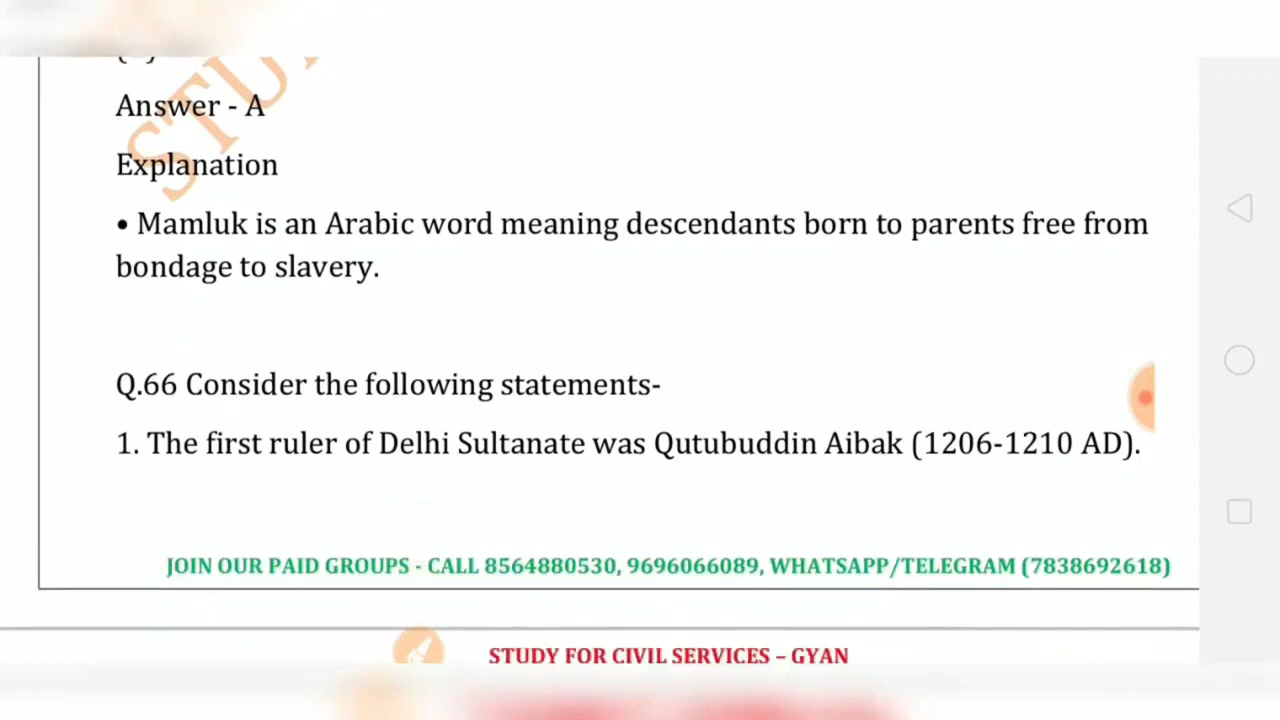 Answer - A
Explanation
• Mamluk is an Arabic word meaning descendants born to parents free from
bondage to slavery.
Q.66 Consider the following statements-
1. The first ruler of Delhi Sultanate was Qutubuddin Aibak (1206-1210 AD).
JOIN OUR PAID GROUPS - CALL 8564880530, 9696066089, WHATSAPP/TELEGRAM (7838692618)
STUDY FOR CIVIL SERVICES – GYAN